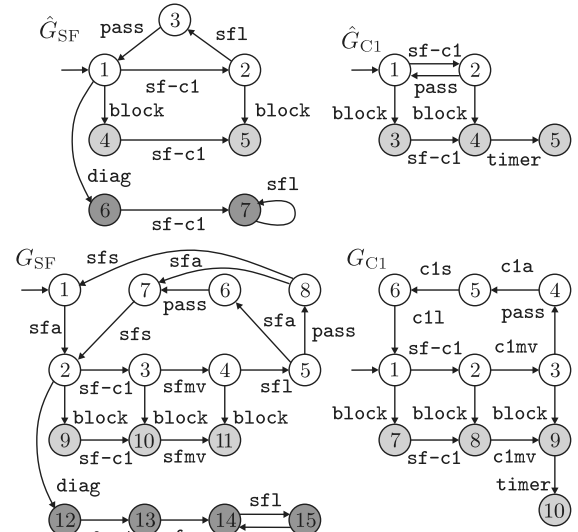 Ĝ_SF
3
pass
sfl
1
sf-c1
2
block
block
4
sf-c1
5
diag
sfl
6
sf-c1
7
Ĝ_C1
1
sf-c1
2
pass
block
block
3
sf-c1
4
timer
5
G_SF
sfs
sfa
1
7
pass
6
8
sfa
sfs
sfa
pass
2
sf-c1
3
sfmv
4
sfl
5
block
block
block
9
sf-c1
10
sfmv
11
diag
sfl
12
13
14
15
G_C1
6
c1s
5
c1a
4
c1l
pass
1
sf-c1
2
c1mv
3
block
block
block
7
sf-c1
8
c1mv
9
timer
10